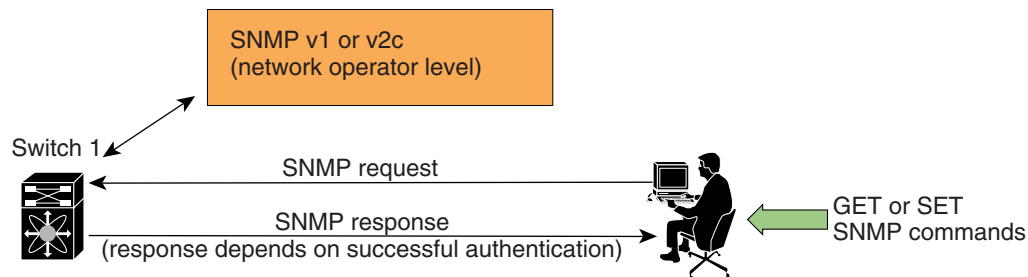 SNMP v1 or v2c
(network operator level)
Switch 1
SNMP request
SNMP response
(response depends on successful authentication)
GET or SET
SNMP commands